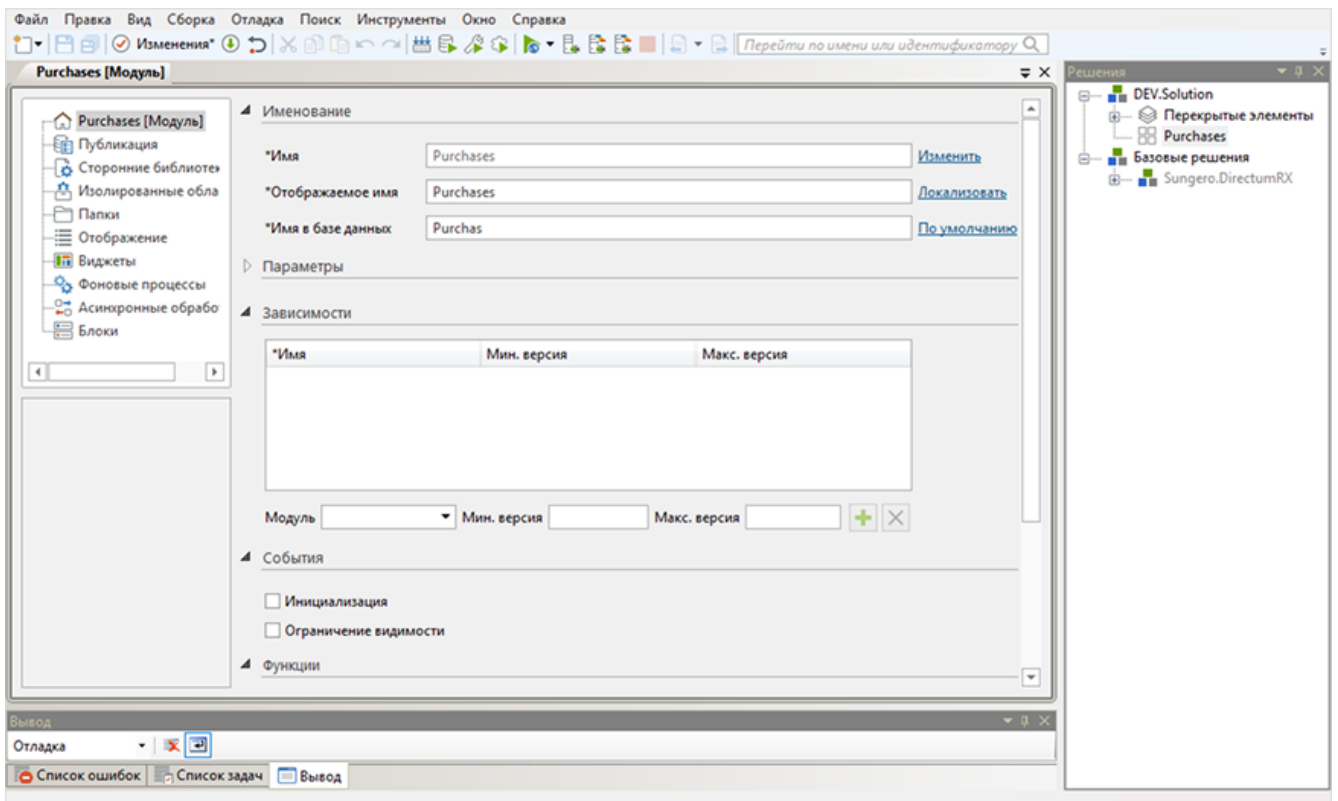 Файл Правка Вид Сборка Отладка Поиск Инструменты Окно Справка
Изменения* Перейти по имени или идентификатору
Purchases [Модуль]
Purchases [Модуль]
Публикация
Сторонние библиотек
Изолированные обла
Папки
Отображение
Виджеты
Фоновые процессы
Асинхронные обрабо
Блоки
Именование
*Имя Purchases Изменить
*Отображаемое имя Purchases Локализовать
*Имя в базе данных Purchas По умолчанию
Параметры
Зависимости
*Имя Мин. версия Макс. версия
Модуль Мин. версия Макс. версия
События
Инициализация
Ограничение видимости
Функции
Решения
DEV.Solution
Перекрытые элементы
Purchases
Базовые решения
Sungero.DirectumRX
Вывод
Отладка
Список ошибок Список задач Вывод